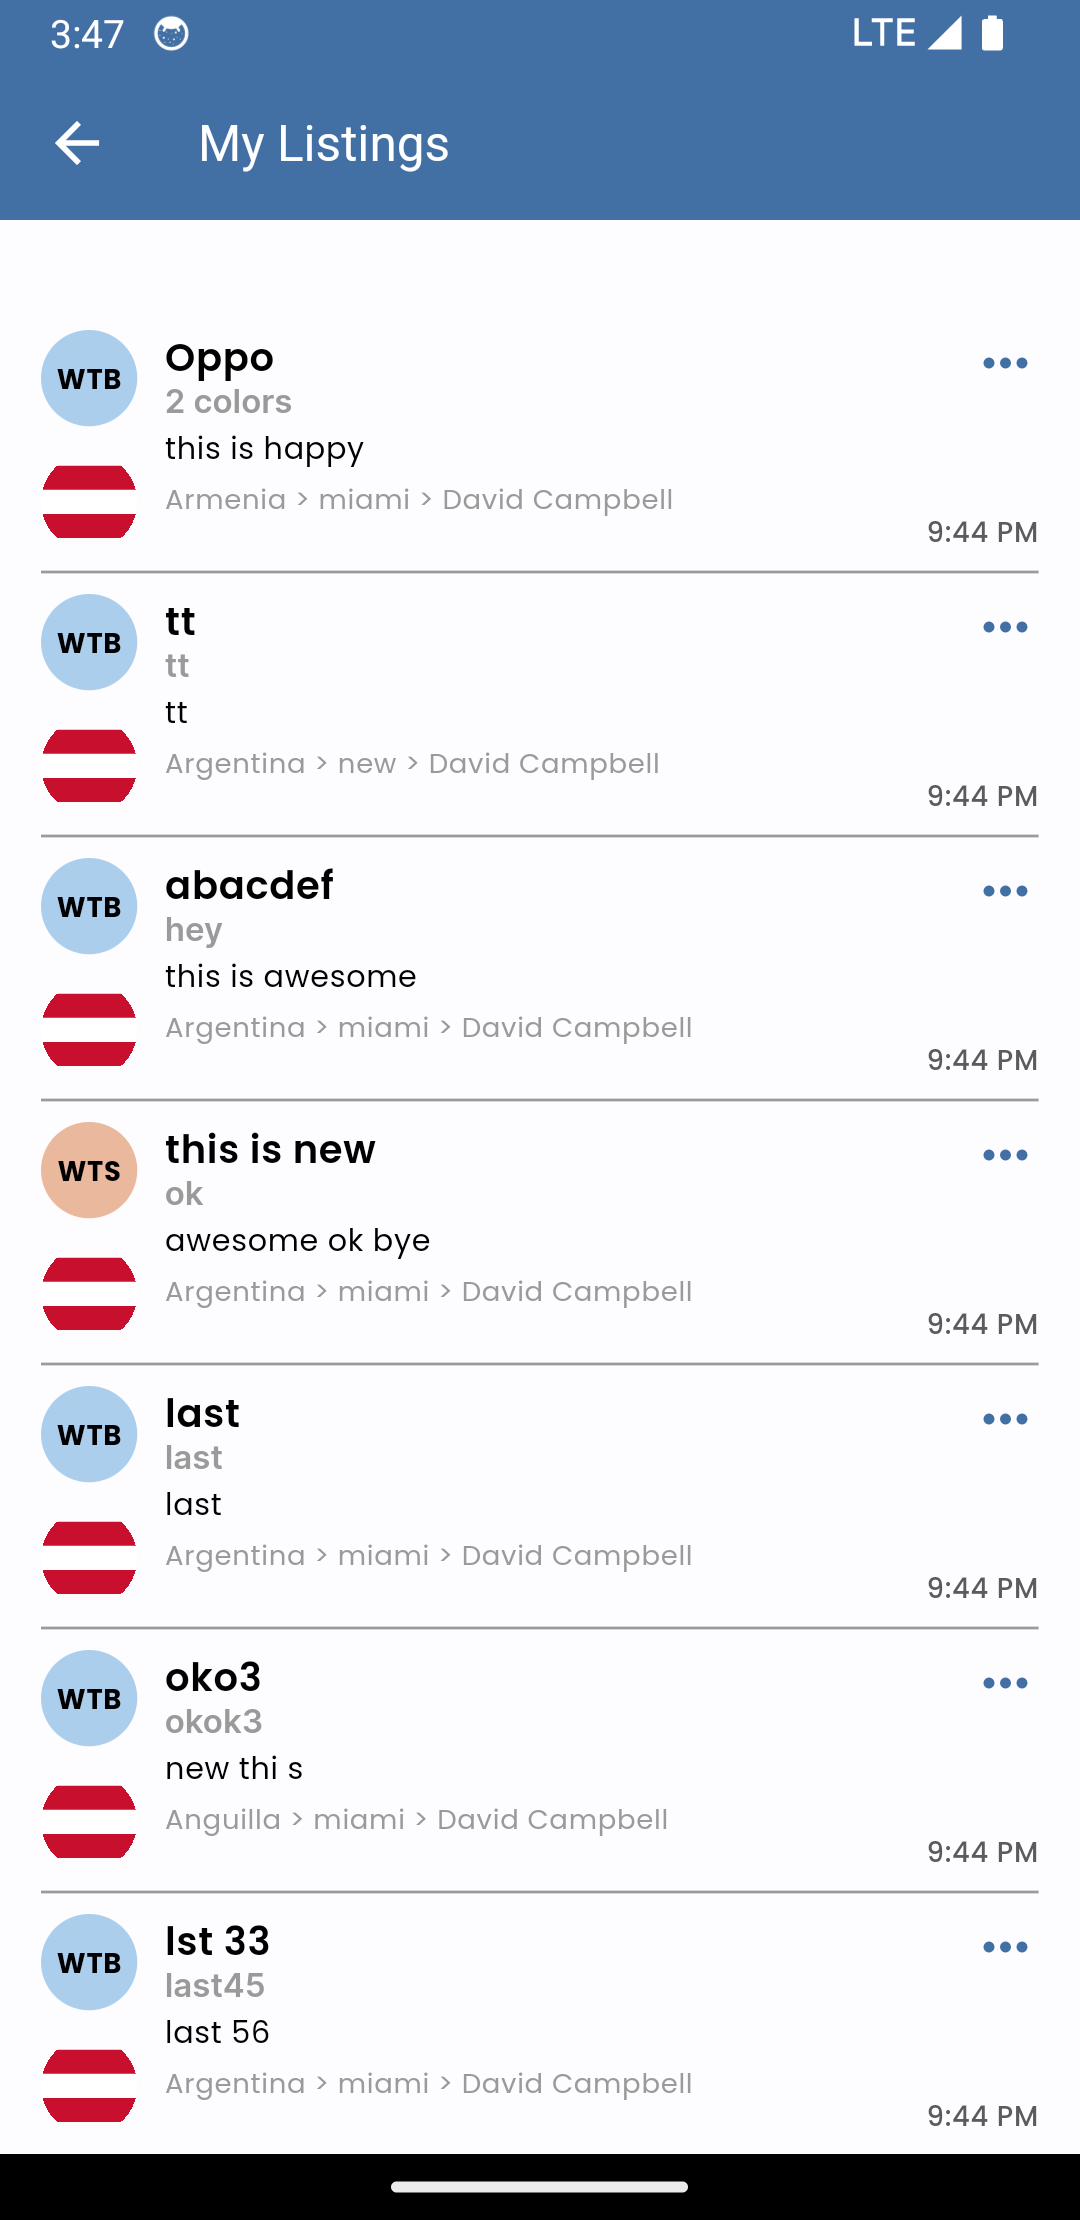 3:47 LTE
My Listings
WTB Oppo
2 colors
this is happy
Armenia > miami > David Campbell
9:44 PM
WTB tt
tt
tt
Argentina > new > David Campbell
9:44 PM
WTB abacdef
hey
this is awesome
Argentina > miami > David Campbell
9:44 PM
WTS this is new
ok
awesome ok bye
Argentina > miami > David Campbell
9:44 PM
WTB last
last
last
Argentina > miami > David Campbell
9:44 PM
WTB oko3
okok3
new thi s
Anguilla > miami > David Campbell
9:44 PM
WTB lst 33
last45
last 56
Argentina > miami > David Campbell
9:44 PM